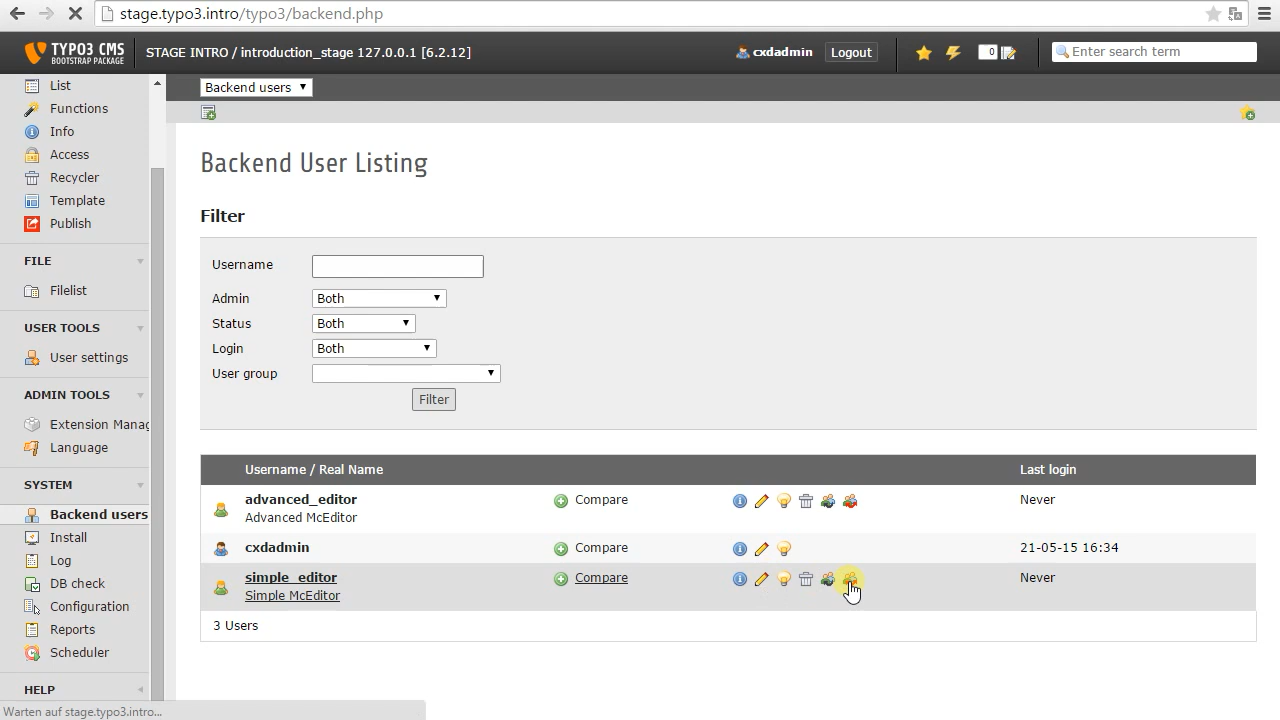 stage.typo3.intro/typo3/backend.php
TYPO3 CMS
BOOTSTRAP PACKAGE
STAGE INTRO / introduction_stage 127.0.0.1 [6.2.12]
cxdadmin
Logout
0
Enter search term
List
Functions
Info
Access
Recycler
Template
Publish
FILE
Filelist
USER TOOLS
User settings
ADMIN TOOLS
Extension Manag
Language
SYSTEM
Backend users
Install
Log
DB check
Configuration
Reports
Scheduler
HELP
Backend users
Backend User Listing
Filter
Username
Admin Both
Status Both
Login Both
User group
Filter
Username / Real Name Last login
advanced_editor Compare Never
Advanced McEditor
cxdadmin Compare 21-05-15 16:34
simple_editor Compare Never
Simple McEditor
3 Users
Warten auf stage.typo3.intro...